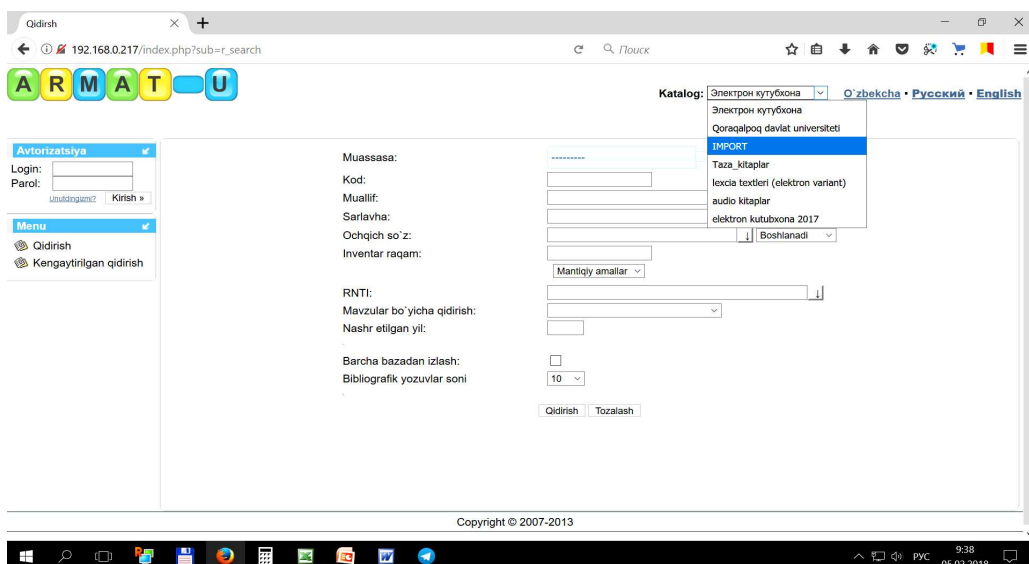 Qidirsh
192.168.0.217/index.php?sub=r_search
Поиск
ARMAT-U
Katalog: Электрон кутубхона
O`zbekcha ▪ Русский ▪ English
Электрон кутубхона
Qoraqalpoq davlat universiteti
IMPORT
Taza_kitaplar
lexcia textleri (elektron variant)
audio kitaplar
elektron kutubxona 2017
Avtorizatsiya
Login:
Parol:
Unutdingizmi? Kirish »
Menu
Qidirish
Kengaytirilgan qidirish
Muassasa: ---------
Kod:
Muallif:
Sarlavha:
Ochqich so`z: Boshlanadi
Inventar raqam:
Mantiqiy amallar
RNTI:
Mavzular bo`yicha qidirish:
Nashr etilgan yil:
Barcha bazadan izlash:
Bibliografik yozuvlar soni 10
Qidirish Tozalash
Copyright © 2007-2013
РУС 9:38
05.02.2018